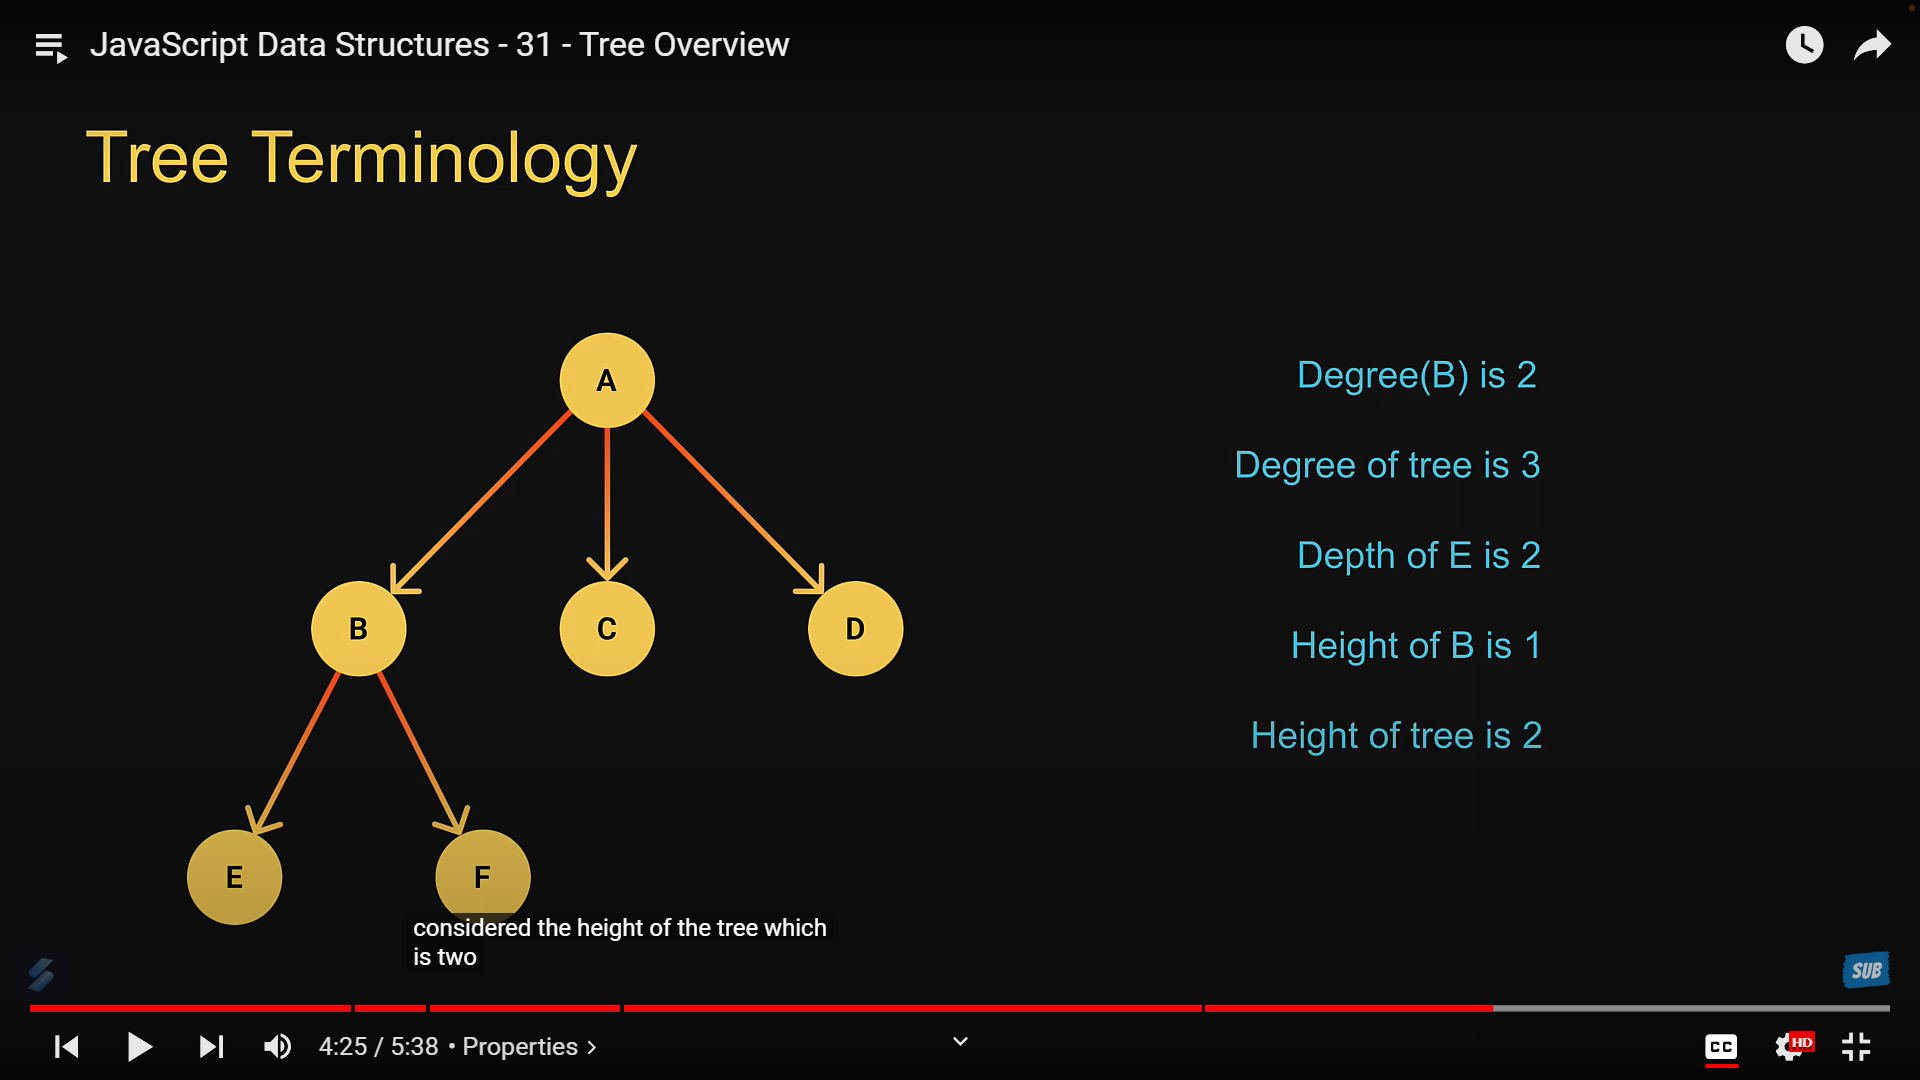 JavaScript Data Structures - 31 - Tree Overview
Tree Terminology
A
Degree(B) is 2
Degree of tree is 3
Depth of E is 2
B
C
D
Height of B is 1
Height of tree is 2
E
F
considered the height of the tree which
is two
SUB
4:25 / 5:38 • Properties >
CC
HD